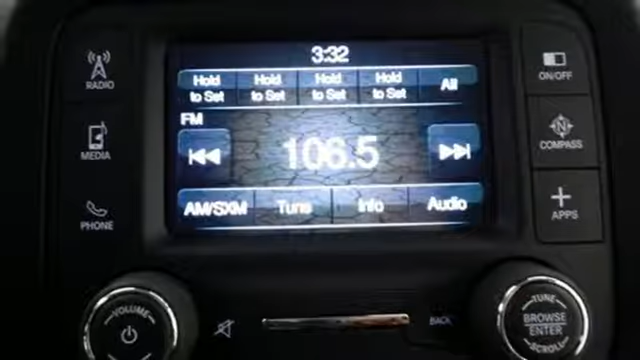 3:32
Hold to Set
Hold to Set
Hold to Set
Hold to Set
All
FM
106.5
AM/SXM
Tune
Info
Audio
RADIO
MEDIA
PHONE
ON/OFF
COMPASS
APPS
VOLUME
BACK
TUNE
BROWSE
ENTER
SCROLL